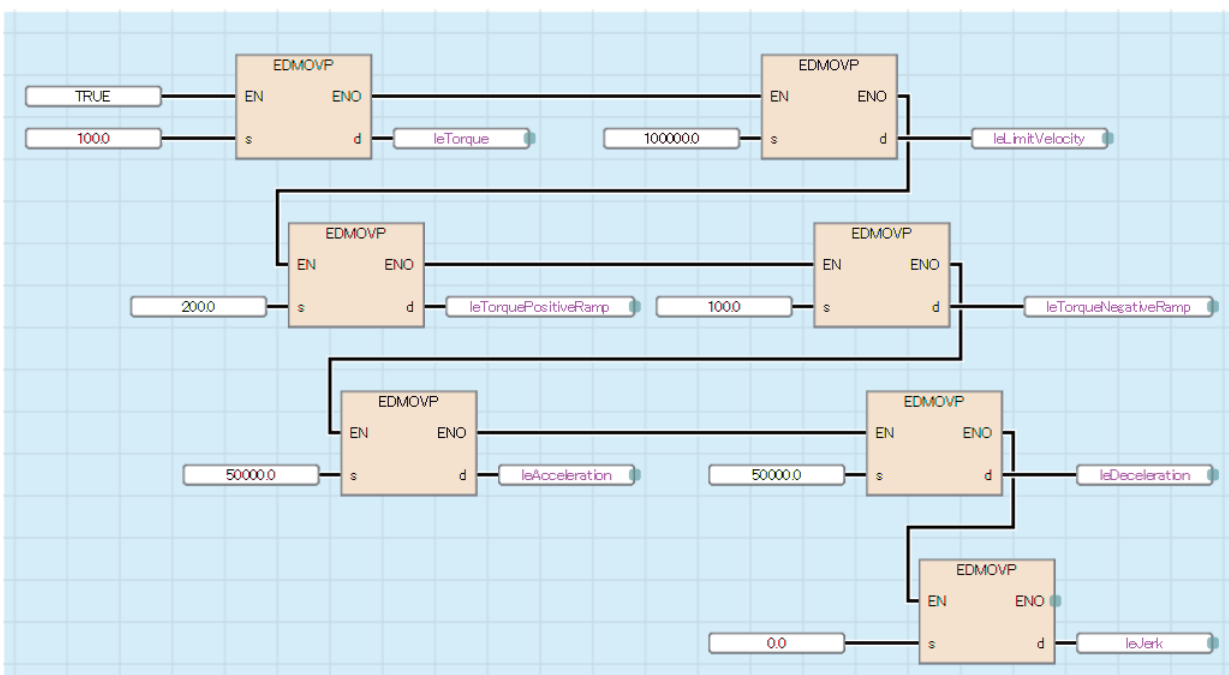 EDMOVP EDMOVP
TRUE EN ENO EN ENO
100.0 s d leTorque 100000.0 s d leLimitVelocity
EDMOVP EDMOVP
EN ENO EN ENO
200.0 s d leTorquePositiveRamp 100.0 s d leTorqueNegativeRamp
EDMOVP EDMOVP
EN ENO EN ENO
50000.0 s d leAcceleration 50000.0 s d leDeceleration
EDMOVP
EN ENO
0.0 s d leJerk